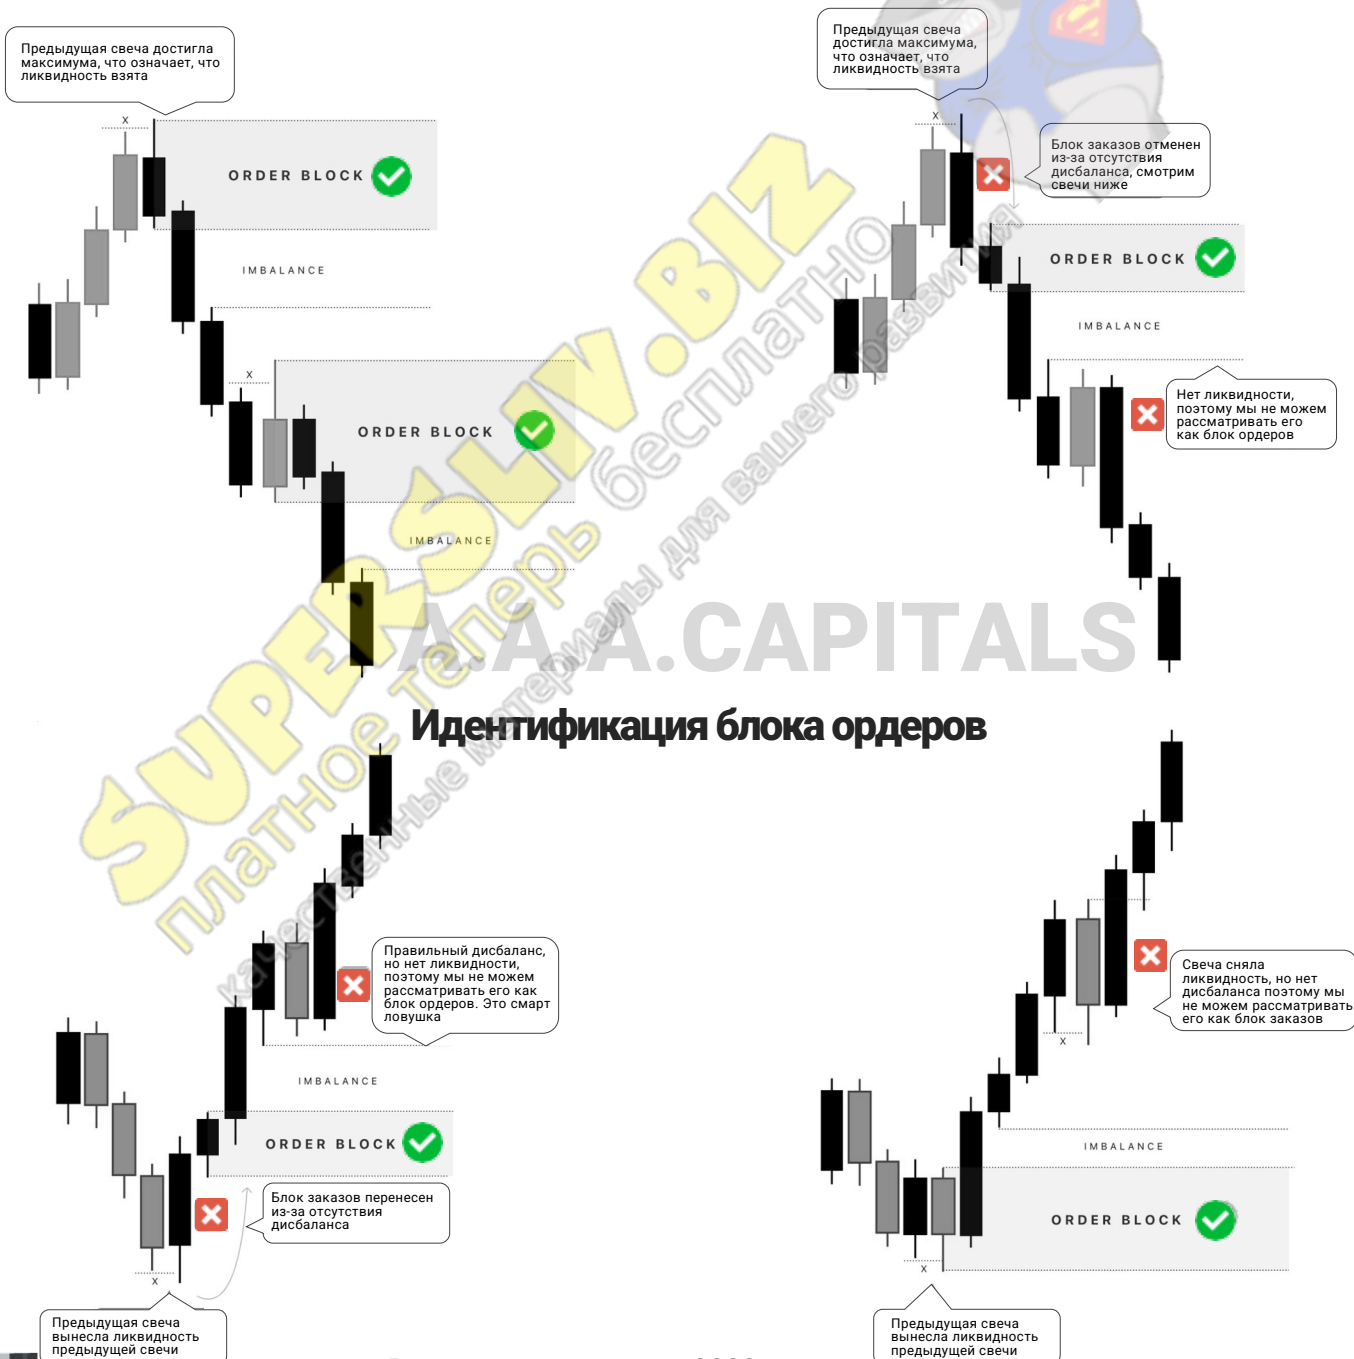 Предыдущая свеча достигла
максимума, что означает, что
ликвидность взята
X
ORDER BLOCK
IMBALANCE
X
ORDER BLOCK
IMBALANCE
Предыдущая свеча
достигла максимума,
что означает, что
ликвидность взята
X
Блок заказов отменен
из-за отсутствия
дисбаланса, смотрим
свечи ниже
ORDER BLOCK
IMBALANCE
Нет ликвидности,
поэтому мы не можем
рассматривать его
как блок ордеров
A.A.A.CAPITALS
SUPERSLIV.BIZ
платное теперь бесплатно
качественные материалы для вашего развития
Идентификация блока ордеров
Правильный дисбаланс,
но нет ликвидности,
поэтому мы не можем
рассматривать его как
блок ордеров. Это смарт
ловушка
IMBALANCE
ORDER BLOCK
Блок заказов перенесен
из-за отсутствия
дисбаланса
X
Предыдущая свеча
вынесла ликвидность
предыдущей свечи
Свеча сняла
ликвидность, но нет
дисбаланса поэтому мы
не можем рассматривать
его как блок заказов
X
IMBALANCE
ORDER BLOCK
X
Предыдущая свеча
вынесла ликвидность
предыдущей свечи